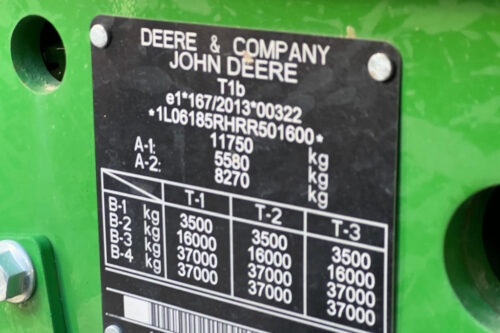 DEERE & COMPANY
JOHN DEERE
T1b
e1*167/2013*00322
*1L06185RHRR501600*
11750 kg
A-1: 5580 kg
A-2: 8270 kg
T-1 T-2 T-3
B-1 kg 3500 3500 3500
B-2 kg 16000 16000 16000
B-3 kg 37000 37000 37000
B-4 kg 37000 37000 37000